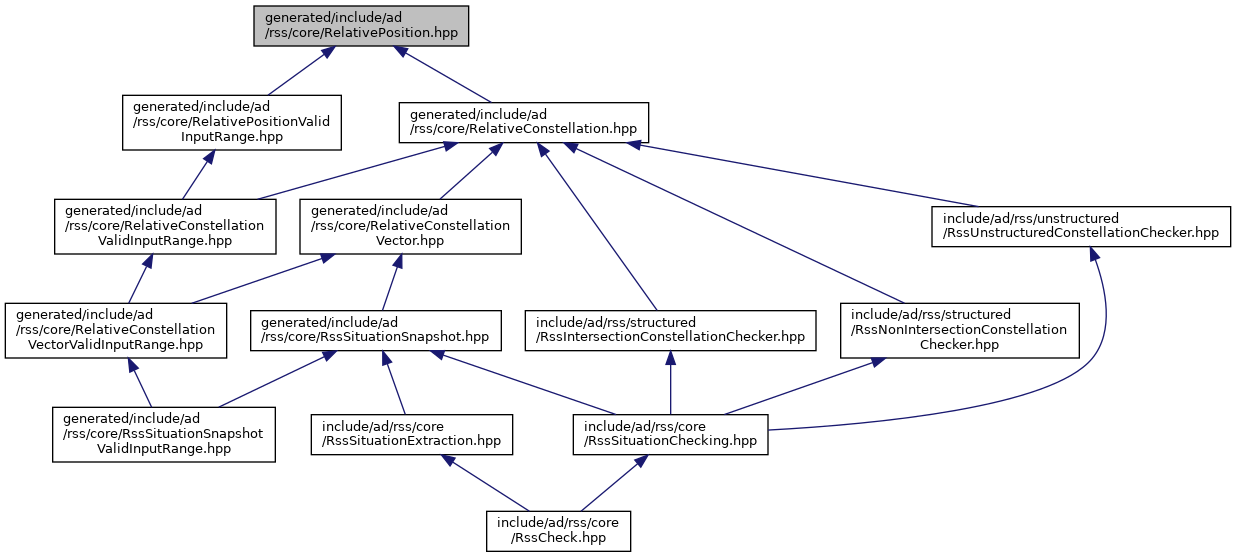 generated/include/ad
/rss/core/RelativePosition.hpp
generated/include/ad
/rss/core/RelativePositionValid
InputRange.hpp
generated/include/ad
/rss/core/RelativeConstellation.hpp
generated/include/ad
/rss/core/RelativeConstellation
ValidInputRange.hpp
generated/include/ad
/rss/core/RelativeConstellation
Vector.hpp
include/ad/rss/unstructured
/RssUnstructuredConstellationChecker.hpp
generated/include/ad
/rss/core/RelativeConstellation
VectorValidInputRange.hpp
generated/include/ad
/rss/core/RssSituationSnapshot.hpp
include/ad/rss/structured
/RssIntersectionConstellationChecker.hpp
include/ad/rss/structured
/RssNonIntersectionConstellation
Checker.hpp
generated/include/ad
/rss/core/RssSituationSnapshot
ValidInputRange.hpp
include/ad/rss/core
/RssSituationExtraction.hpp
include/ad/rss/core
/RssSituationChecking.hpp
include/ad/rss/core
/RssCheck.hpp